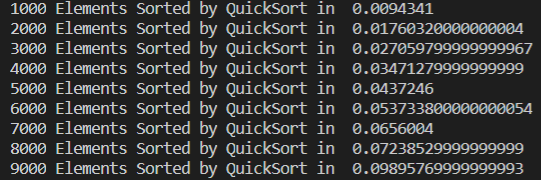 1000 Elements Sorted by QuickSort in 0.0094341
2000 Elements Sorted by QuickSort in 0.01760320000000004
3000 Elements Sorted by QuickSort in 0.027059799999999967
4000 Elements Sorted by QuickSort in 0.03471279999999999
5000 Elements Sorted by QuickSort in 0.0437246
6000 Elements Sorted by QuickSort in 0.053733800000000054
7000 Elements Sorted by QuickSort in 0.0656004
8000 Elements Sorted by QuickSort in 0.07238529999999999
9000 Elements Sorted by QuickSort in 0.09895769999999993